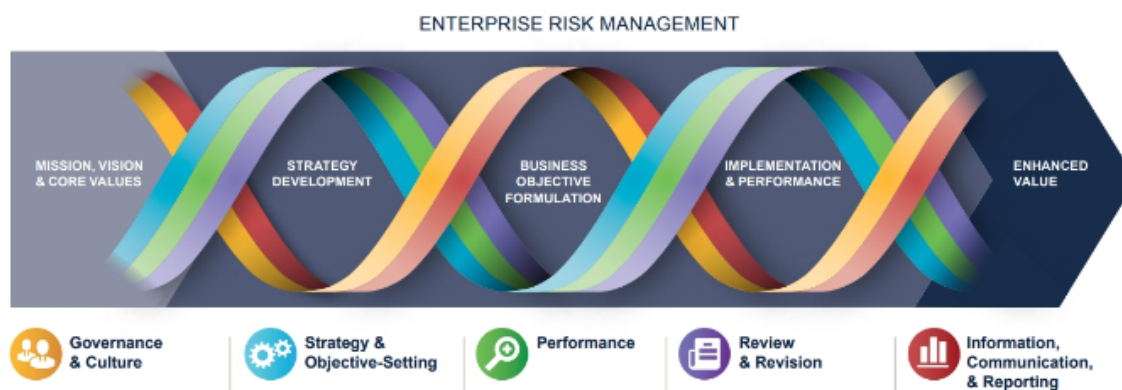 ENTERPRISE RISK MANAGEMENT
MISSION, VISION
& CORE VALUES
STRATEGY
DEVELOPMENT
BUSINESS
OBJECTIVE
FORMULATION
IMPLEMENTATION
& PERFORMANCE
ENHANCED
VALUE
Governance
& Culture
Strategy &
Objective-Setting
Performance
Review
& Revision
Information,
Communication,
& Reporting